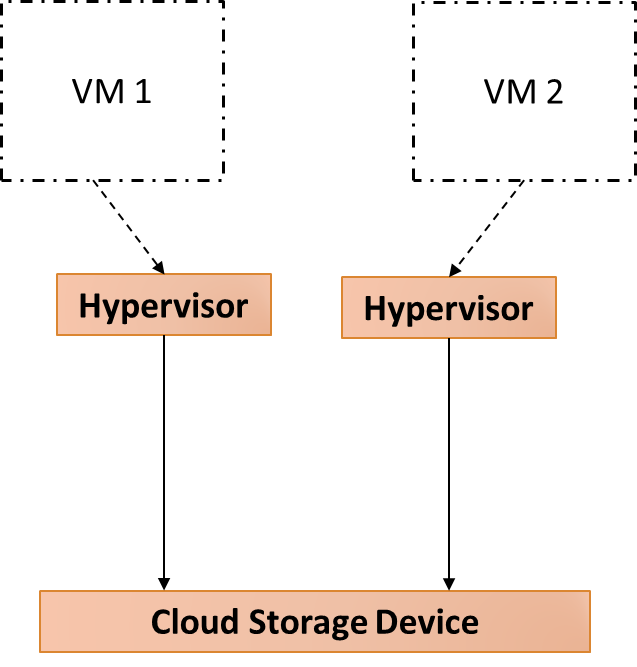 VM 1
VM 2
Hypervisor
Hypervisor
Cloud Storage Device